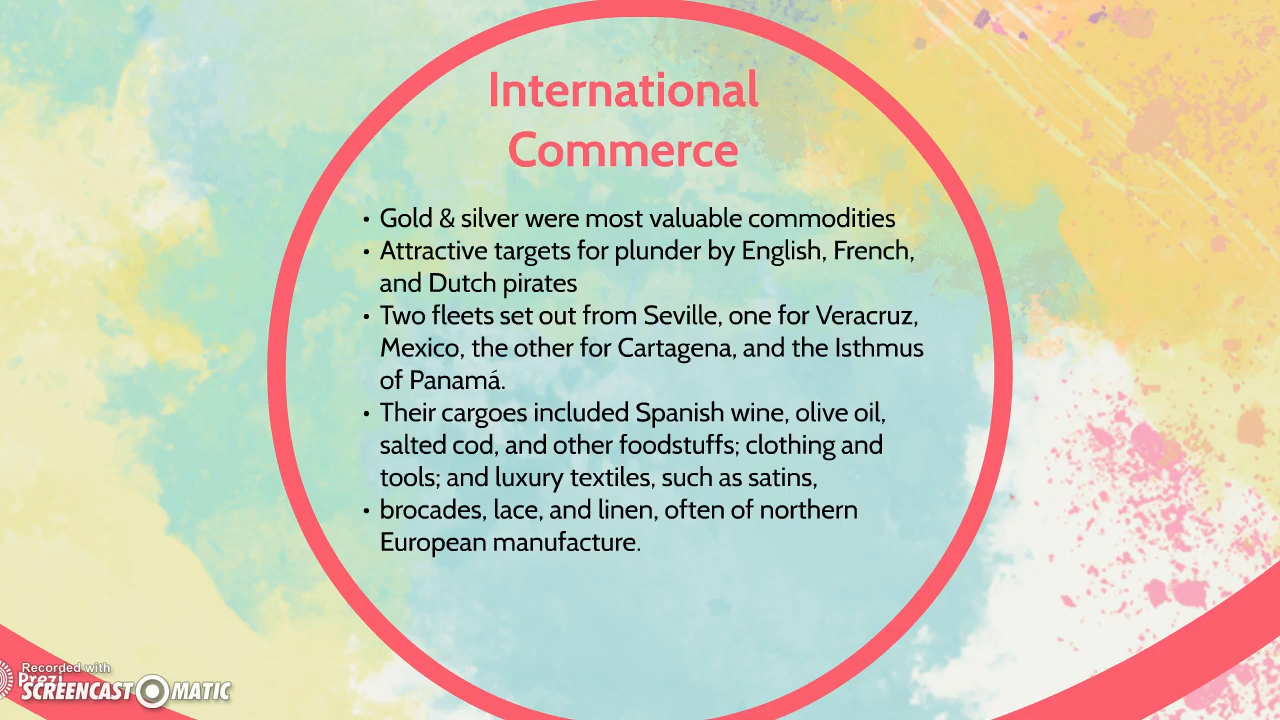 International
Commerce
• Gold & silver were most valuable commodities
• Attractive targets for plunder by English, French,
and Dutch pirates
• Two fleets set out from Seville, one for Veracruz,
Mexico, the other for Cartagena, and the Isthmus
of Panamá.
• Their cargoes included Spanish wine, olive oil,
salted cod, and other foodstuffs; clothing and
tools; and luxury textiles, such as satins,
• brocades, lace, and linen, often of northern
European manufacture.
Recorded with
Prezi
SCREENCAST O MATIC